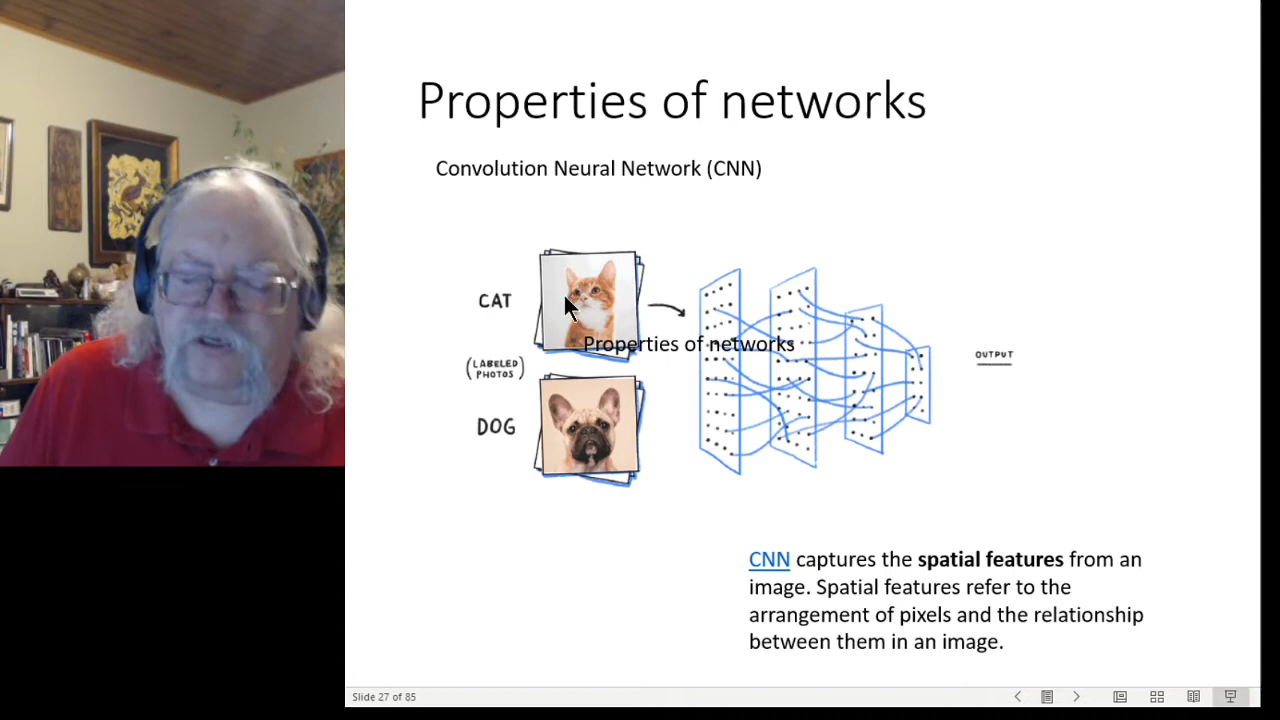 Properties of networks
Convolution Neural Network (CNN)
CAT
(LABELED
PHOTOS)
DOG
Properties of networks
OUTPUT
CNN captures the spatial features from an
image. Spatial features refer to the
arrangement of pixels and the relationship
between them in an image.
Slide 27 of 85